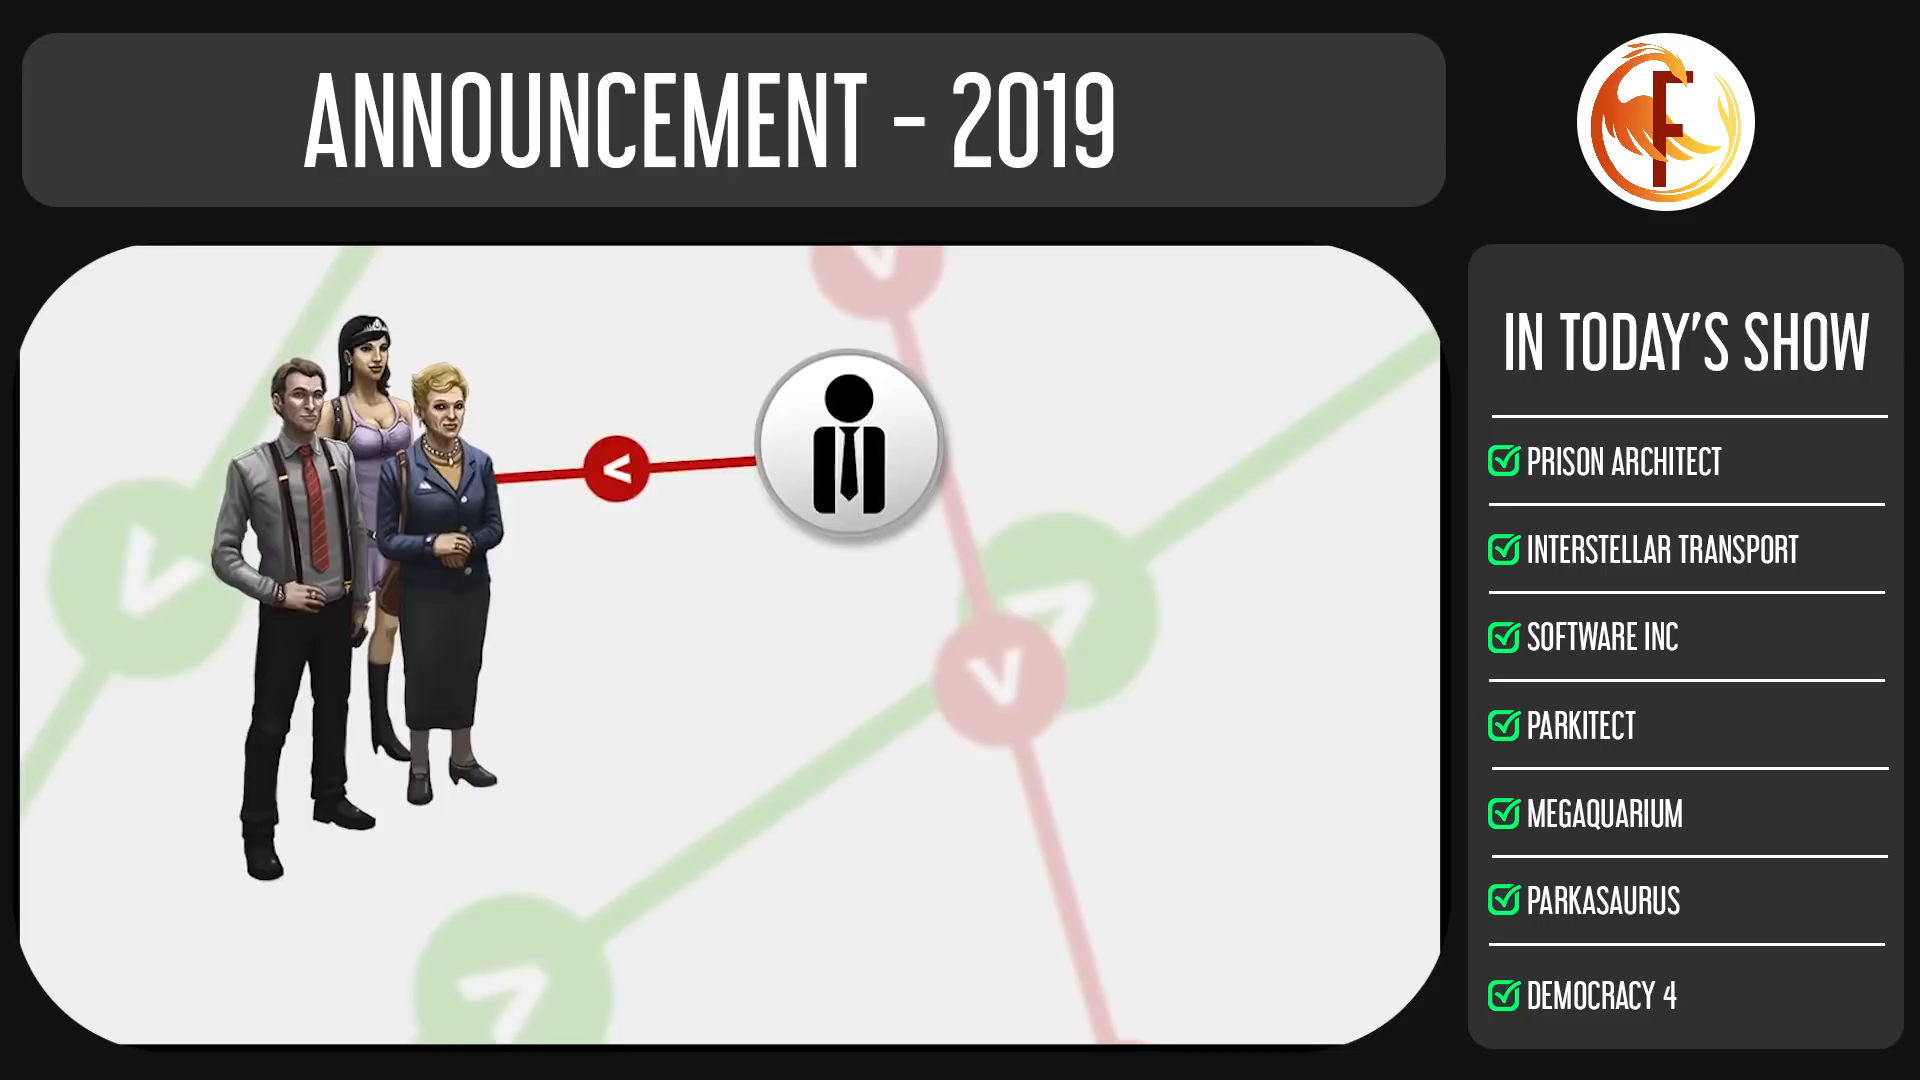 ANNOUNCEMENT - 2019
F
IN TODAY'S SHOW
PRISON ARCHITECT
INTERSTELLAR TRANSPORT
SOFTWARE INC
PARKITECT
MEGAQUARIUM
PARKASAURUS
DEMOCRACY 4